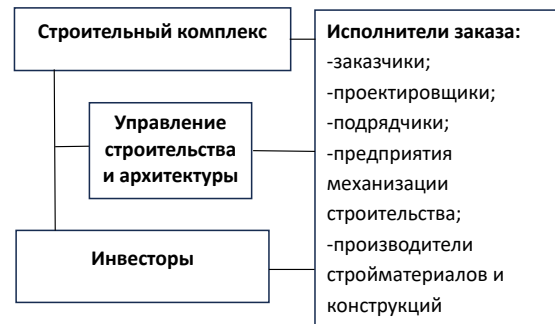 Строительный комплекс
Управление
строительства
и архитектуры
Инвесторы
Исполнители заказа:
-заказчики;
-проектировщики;
-подрядчики;
-предприятия
механизации
строительства;
-производители
стройматериалов и
конструкций